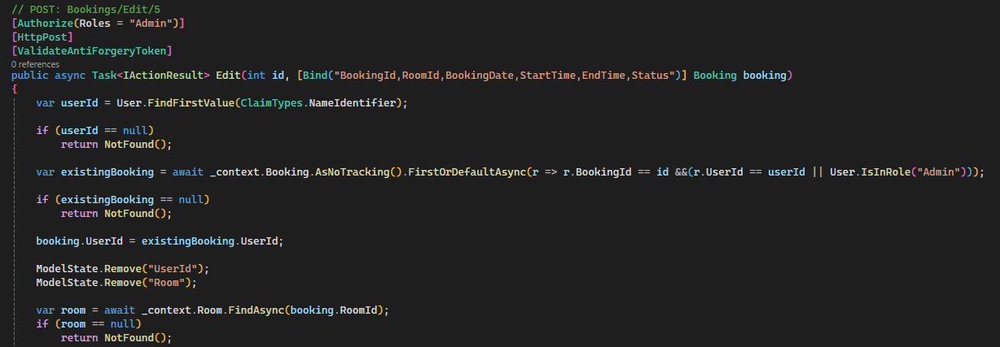 // POST: Bookings/Edit/5
[Authorize(Roles = "Admin")]
[HttpPost]
[ValidateAntiForgeryToken]
0 references
public async Task<IActionResult> Edit(int id, [Bind("BookingId,RoomId,BookingDate,StartTime,EndTime,Status")] Booking booking)
{
    var userId = User.FindFirstValue(ClaimTypes.NameIdentifier);
    if (userId == null)
        return NotFound();
    var existingBooking = await _context.Booking.AsNoTracking().FirstOrDefaultAsync(r => r.BookingId == id &&(r.UserId == userId || User.IsInRole("Admin")));
    if (existingBooking == null)
        return NotFound();
    booking.UserId = existingBooking.UserId;
    ModelState.Remove("UserId");
    ModelState.Remove("Room");
    var room = await _context.Room.FindAsync(booking.RoomId);
    if (room == null)
        return NotFound();